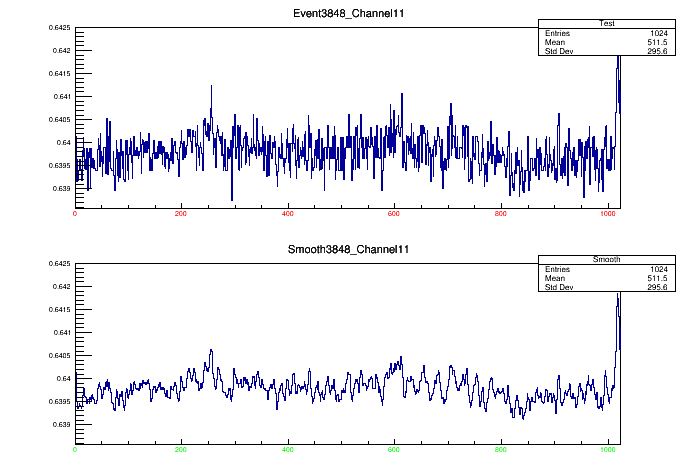 Event3848_Channel11
Test
Entries 1024
Mean 511.5
Std Dev 295.6
0.6425
0.642
0.6415
0.641
0.6405
0.64
0.6395
0.639
0 200 400 600 800 1000
Smooth3848_Channel11
Smooth
Entries 1024
Mean 511.5
Std Dev 295.6
0.6425
0.642
0.6415
0.641
0.6405
0.64
0.6395
0.639
0 200 400 600 800 1000